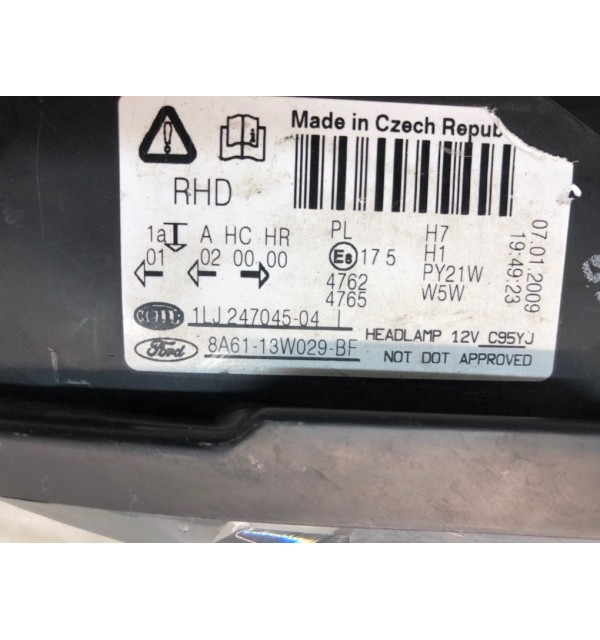 Made in Czech Repub
RHD
1a A HC HR
01 02 00 00
PL
E8 17 5
4762
4765
H7
H1
PY21W
W5W
07.01.2009
19:49:23
HELLA 1LJ 247045-04 I
Ford 8A61-13W029-BF
HEADLAMP 12V C95YJ
NOT DOT APPROVED